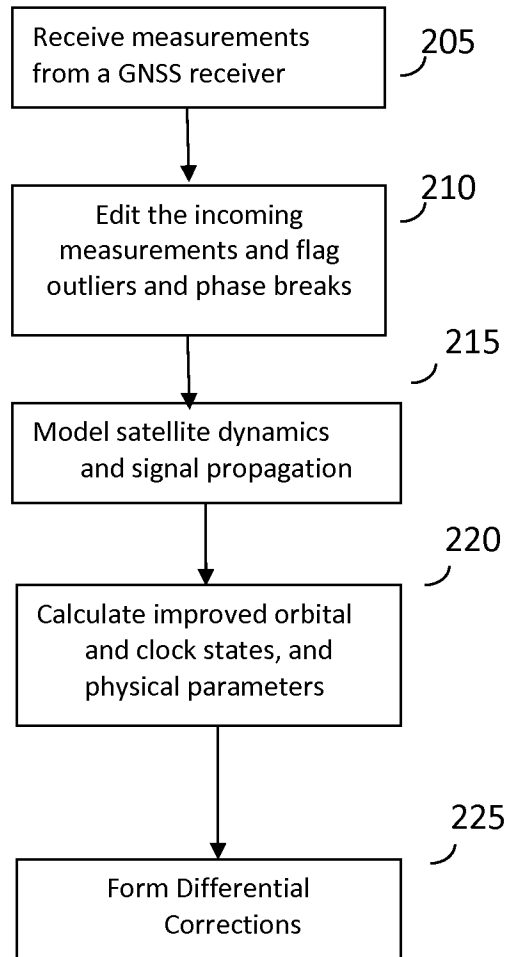 Receive measurements
from a GNSS receiver
205
Edit the incoming
measurements and flag
outliers and phase breaks
210
Model satellite dynamics
and signal propagation
215
Calculate improved orbital
and clock states, and
physical parameters
220
Form Differential
Corrections
225